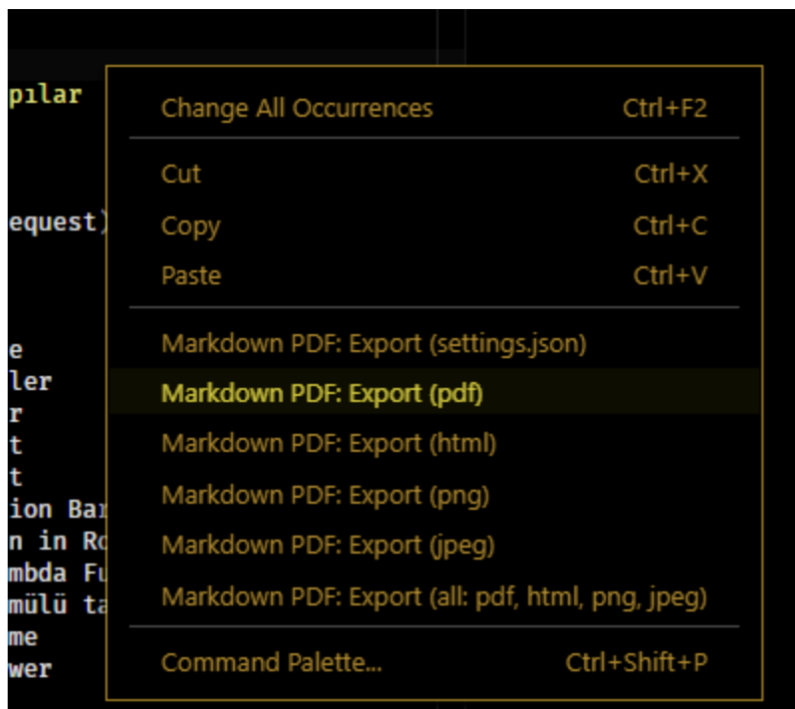 pılar
equest)
e
ler
r
t
t
ion Bar
n in Ro
mbda Fu
mülü ta
me
wer
Change All Occurrences Ctrl+F2
Cut Ctrl+X
Copy Ctrl+C
Paste Ctrl+V
Markdown PDF: Export (settings.json)
Markdown PDF: Export (pdf)
Markdown PDF: Export (html)
Markdown PDF: Export (png)
Markdown PDF: Export (jpeg)
Markdown PDF: Export (all: pdf, html, png, jpeg)
Command Palette... Ctrl+Shift+P